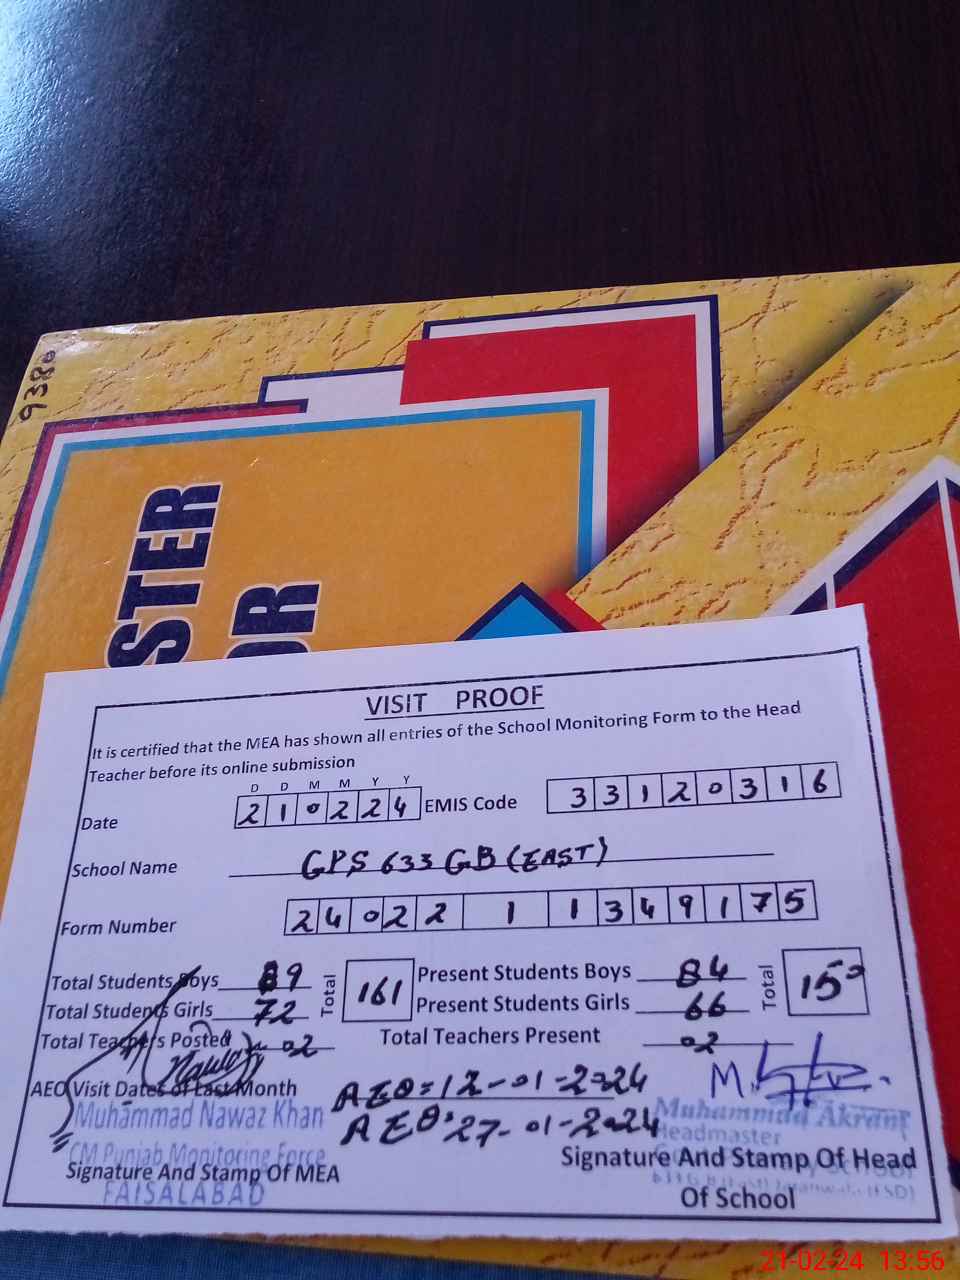 9380
STER
OR
VISIT PROOF
It is certified that the MEA has shown all entries of the School Monitoring Form to the Head
Teacher before its online submission
D D M M Y Y
Date 210224 EMIS Code 33120316
School Name GPS 633 GB (EAST)
Form Number 24022 1 1349175
Total Students Boys 89 Total 161 Present Students Boys 84 Total 150
Total Students Girls 72 Present Students Girls 66
Total Teachers Posted 02 Total Teachers Present 02
AEO Visit Dates of Last Month AEO=12-01-2024
AEO:27-01-2024
Muhammad Nawaz Khan
CM Punjab Monitoring Force
FAISALABAD
Signature And Stamp Of MEA
Muhammad Akram
Headmaster
Signature And Stamp Of Head
Of School
21-02-24 13:56